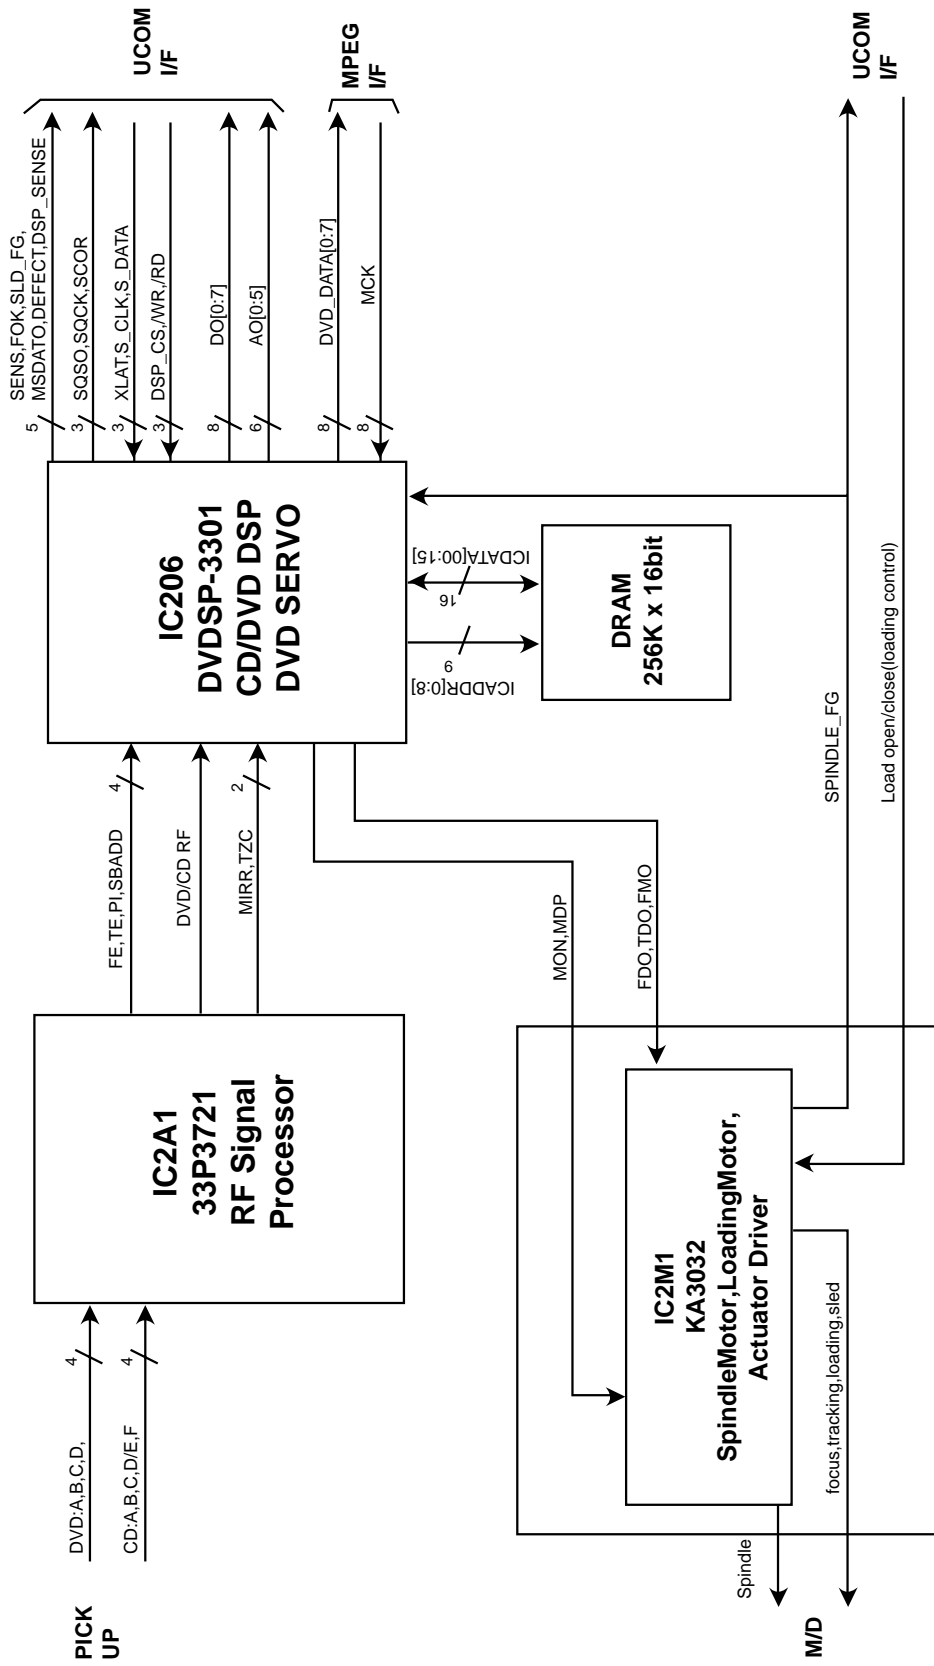 PICK
UP
DVD:A,B,C,D,
4
CD:A,B,C,D/E,F
4
IC2A1
33P3721
RF Signal
Processor
FE,TE,PI,SBADD
4
DVD/CD RF
MIRR,TZC
2
IC206
DVDSP-3301
CD/DVD DSP
DVD SERVO
SENS,FOK,SLD_FG,
MSDATO,DEFECT,DSP_SENSE
5
SQSO,SQCK,SCOR
3
XLAT,S_CLK,S_DATA
3
DSP_CS,/WR,/RD
3
DO[0:7]
8
AO[0:5]
6
UCOM
I/F
DVD_DATA[0:7]
8
MCK
8
MPEG
I/F
ICADDR[0:8]
9
ICDATA[00:15]
16
DRAM
256K x 16bit
MON,MDP
FDO,TDO,FMO
IC2M1
KA3032
SpindleMotor,LoadingMotor,
Actuator Driver
SPINDLE_FG
Load open/close(loading control)
UCOM
I/F
Spindle
focus,tracking,loading,sled
M/D